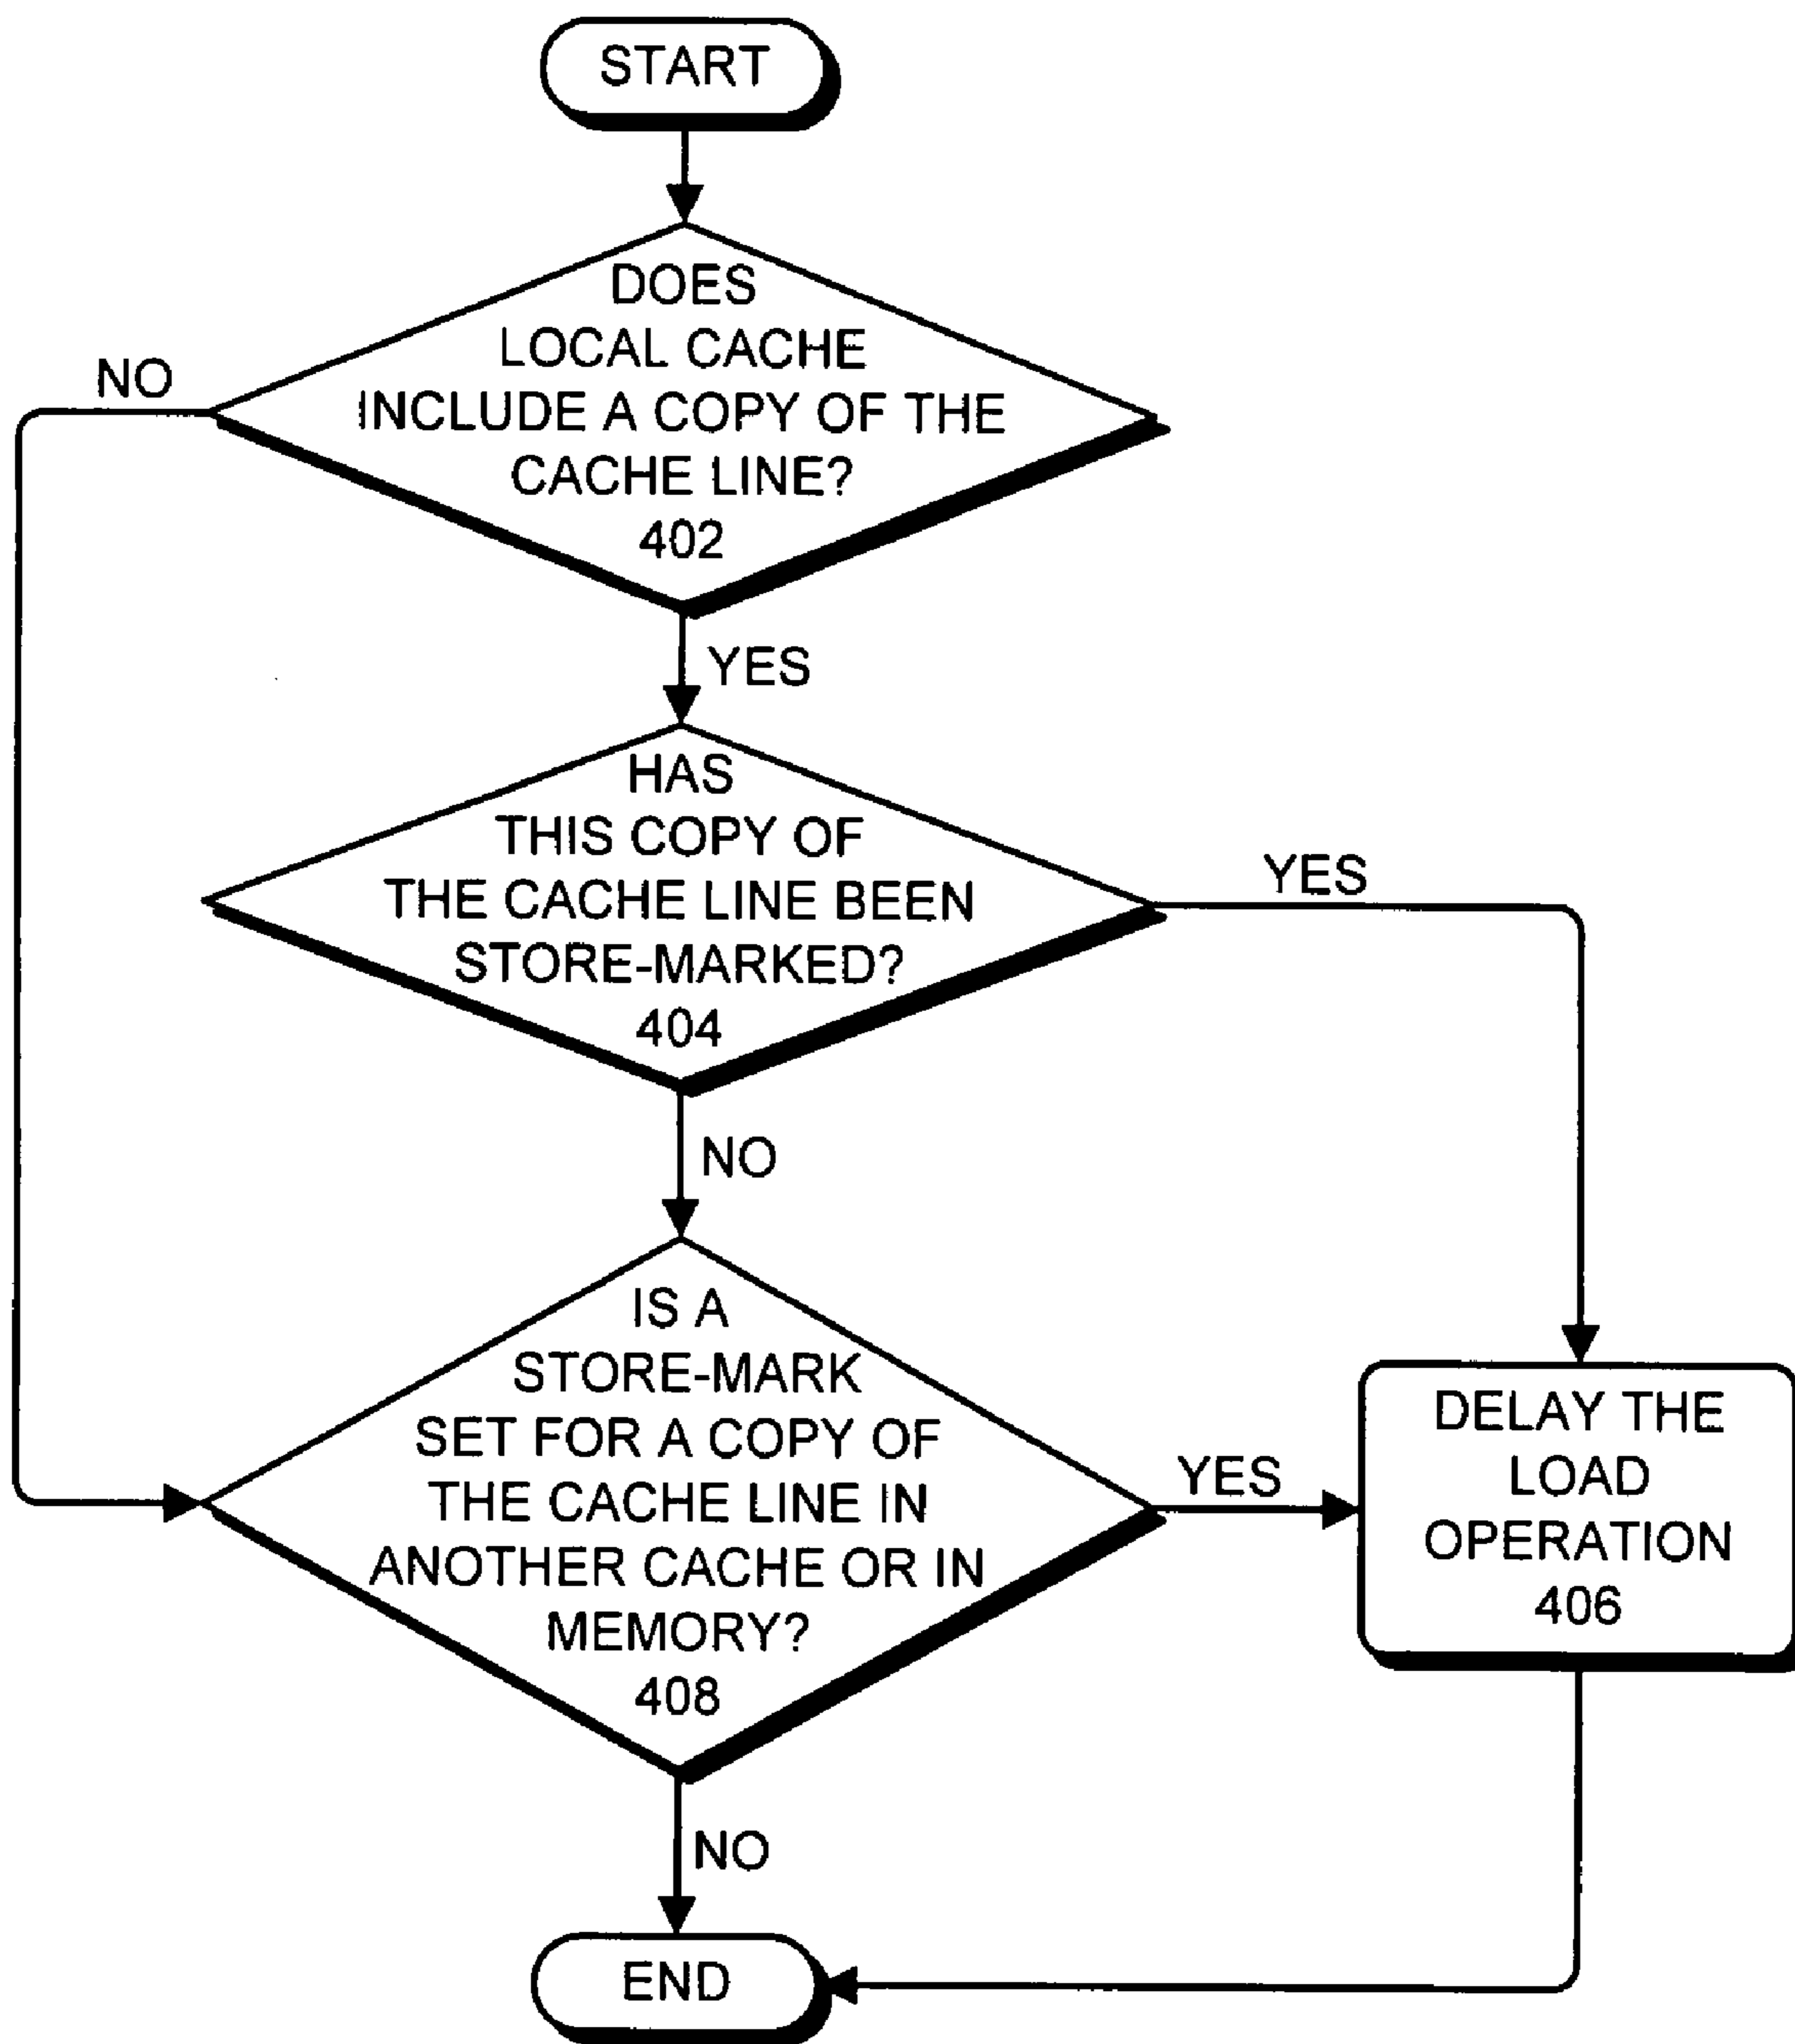 START
DOES
LOCAL CACHE
INCLUDE A COPY OF THE
CACHE LINE?
402
NO
YES
HAS
THIS COPY OF
THE CACHE LINE BEEN
STORE-MARKED?
404
YES
NO
IS A
STORE-MARK
SET FOR A COPY OF
THE CACHE LINE IN
ANOTHER CACHE OR IN
MEMORY?
408
YES
DELAY THE
LOAD
OPERATION
406
NO
END